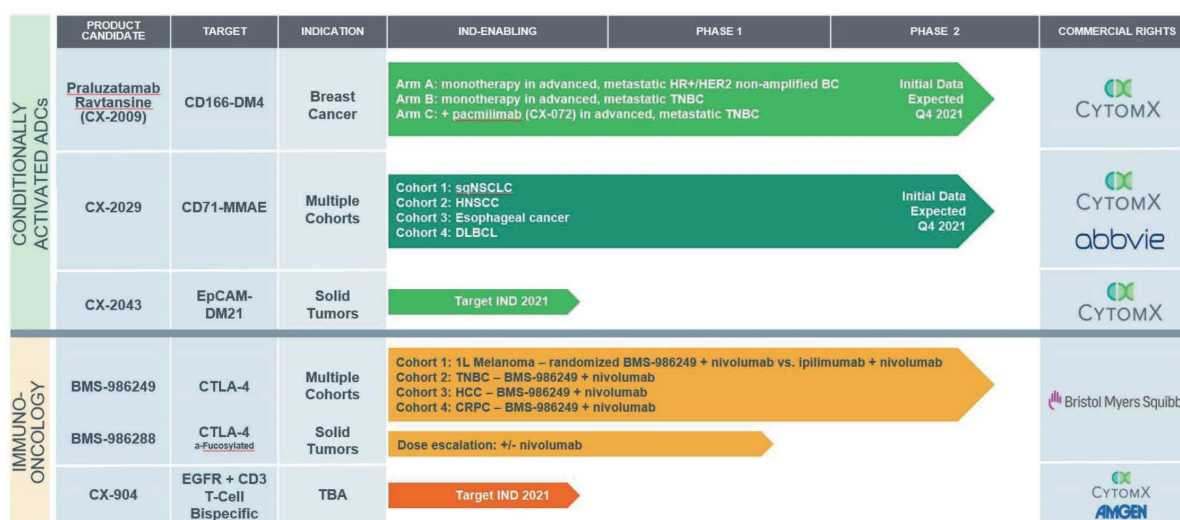 PRODUCT CANDIDATE
TARGET
INDICATION
IND-ENABLING
PHASE 1
PHASE 2
COMMERCIAL RIGHTS
CONDITIONALLY
ACTIVATED ADCs
Praluzatamab
Ravtansine
(CX-2009)
CD166-DM4
Breast
Cancer
Arm A: monotherapy in advanced, metastatic HR+/HER2 non-amplified BC
Arm B: monotherapy in advanced, metastatic TNBC
Arm C: + pacmilimab (CX-072) in advanced, metastatic TNBC
Initial Data
Expected
Q4 2021
CYTOMX
CX-2029
CD71-MMAE
Multiple
Cohorts
Cohort 1: sqNSCLC
Cohort 2: HNSCC
Cohort 3: Esophageal cancer
Cohort 4: DLBCL
Initial Data
Expected
Q4 2021
CYTOMX
abbvie
CX-2043
EpCAM-
DM21
Solid
Tumors
Target IND 2021
CYTOMX
IMMUNO-
ONCOLOGY
BMS-986249
CTLA-4
Multiple
Cohorts
Cohort 1: 1L Melanoma – randomized BMS-986249 + nivolumab vs. ipilimumab + nivolumab
Cohort 2: TNBC – BMS-986249 + nivolumab
Cohort 3: HCC – BMS-986249 + nivolumab
Cohort 4: CRPC – BMS-986249 + nivolumab
Bristol Myers Squibb
BMS-986288
CTLA-4
a-Fucosylated
Solid
Tumors
Dose escalation: +/- nivolumab
CX-904
EGFR + CD3
T-Cell
Bispecific
TBA
Target IND 2021
CYTOMX
AMGEN